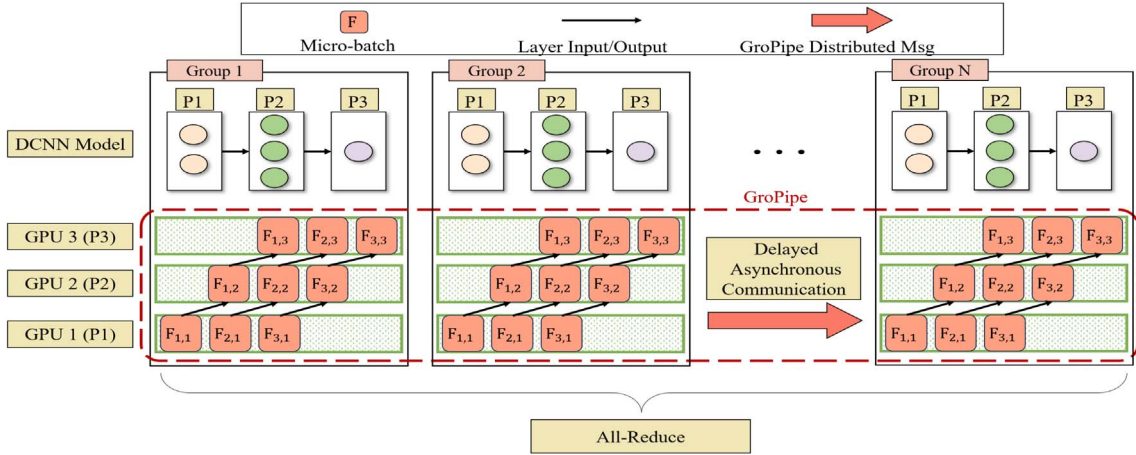 F
Micro-batch Layer Input/Output GroPipe Distributed Msg
Group 1 Group 2 Group N
P1 P2 P3 P1 P2 P3 P1 P2 P3
DCNN Model
. . .
GroPipe
GPU 3 (P3) F1,3 F2,3 F3,3 F1,3 F2,3 F3,3 F1,3 F2,3 F3,3
Delayed
Asynchronous
Communication
GPU 2 (P2) F1,2 F2,2 F3,2 F1,2 F2,2 F3,2 F1,2 F2,2 F3,2
GPU 1 (P1) F1,1 F2,1 F3,1 F1,1 F2,1 F3,1 F1,1 F2,1 F3,1
All-Reduce